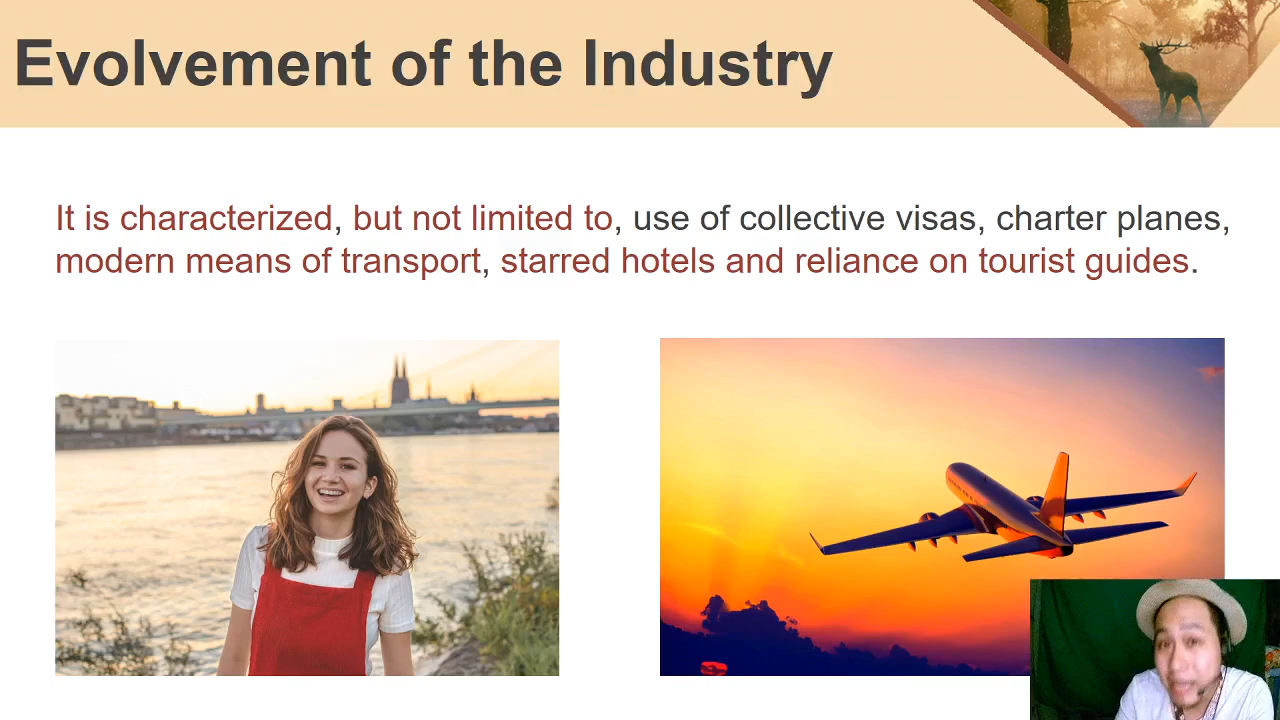 Evolvement of the Industry
It is characterized, but not limited to, use of collective visas, charter planes,
modern means of transport, starred hotels and reliance on tourist guides.